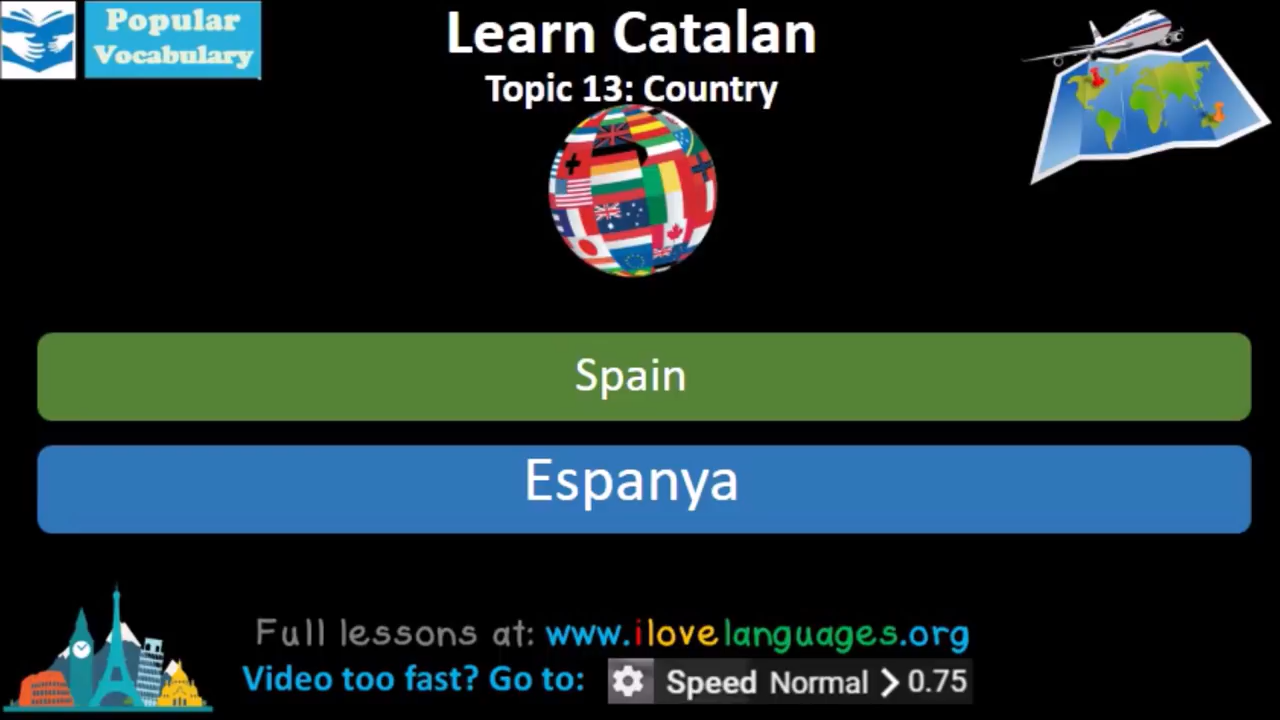 Popular
Vocabulary
Learn Catalan
Topic 13: Country
Spain
Espanya
Full lessons at: www.ilovelanguages.org
Video too fast? Go to: Speed Normal > 0.75